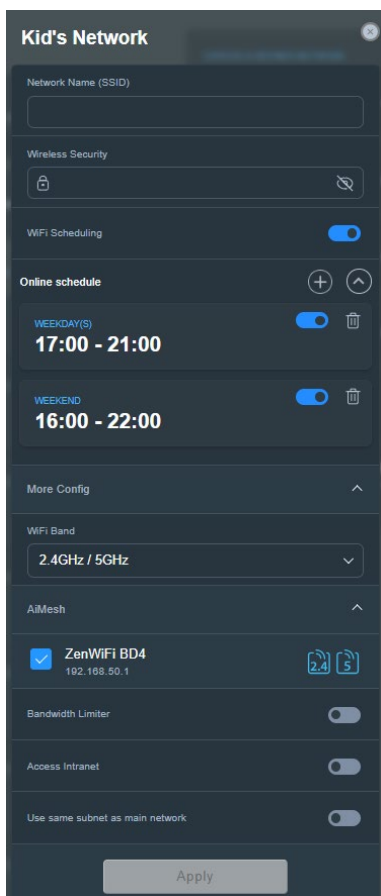 Kid's Network
Network Name (SSID)
Wireless Security
WiFi Scheduling
Online schedule
WEEKDAY(S)
17:00 - 21:00
WEEKEND
16:00 - 22:00
More Config
WiFi Band
2.4GHz / 5GHz
AiMesh
ZenWiFi BD4
192.168.50.1
2.4 5
Bandwidth Limiter
Access Intranet
Use same subnet as main network
Apply